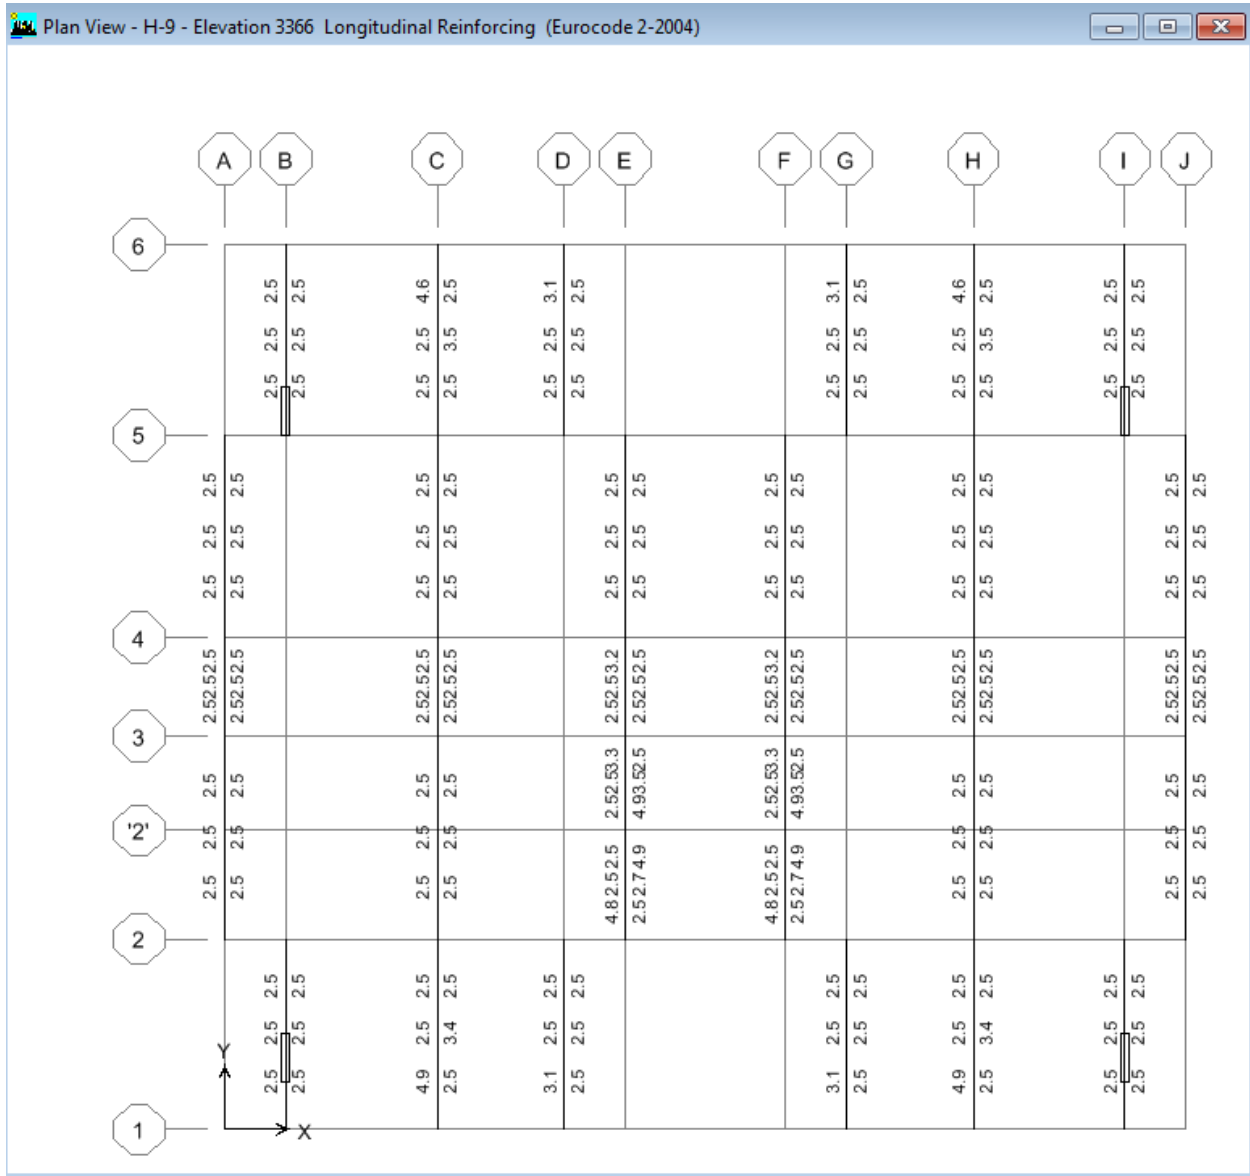 Plan View - H-9 - Elevation 3366 Longitudinal Reinforcing (Eurocode 2-2004)
A B C D E F G H I J
6
2.5 2.5 4.6 2.5 3.1 2.5 3.1 2.5 4.6 2.5 2.5 2.5
2.5 2.5 2.5 3.5 2.5 2.5 2.5 2.5 2.5 3.5 2.5 2.5
2.5 2.5 2.5 2.5 2.5 2.5 2.5 2.5 2.5 2.5 2.5 2.5
5
2.5 2.5 2.5 2.5 2.5 2.5 2.5 2.5 2.5 2.5 2.5 2.5
2.5 2.5 2.5 2.5 2.5 2.5 2.5 2.5 2.5 2.5 2.5 2.5
2.5 2.5 2.5 2.5 2.5 2.5 2.5 2.5 2.5 2.5 2.5 2.5
4
2.52.52.5 2.52.52.5 2.52.52.5 2.52.52.5 2.52.53.2 2.52.52.5 2.52.53.2 2.52.52.5 2.52.52.5 2.52.52.5 2.52.52.5 2.52.52.5
3
2.5 2.5 2.5 2.5 2.52.53.3 4.93.52.5 2.52.53.3 4.93.52.5 2.5 2.5 2.5 2.5
'2'
2.5 2.5 2.5 2.5 2.5 2.5 2.5 2.5
2.5 2.5 2.5 2.5 4.82.52.5 2.52.74.9 4.82.52.5 2.52.74.9 2.5 2.5 2.5 2.5
2
2.5 2.5 2.5 2.5 2.5 2.5 2.5 2.5 2.5 2.5 2.5 2.5
2.5 2.5 2.5 3.4 2.5 2.5 2.5 2.5 2.5 3.4 2.5 2.5
Y
2.5 2.5 4.9 2.5 3.1 2.5 3.1 2.5 4.9 2.5 2.5 2.5
1
X